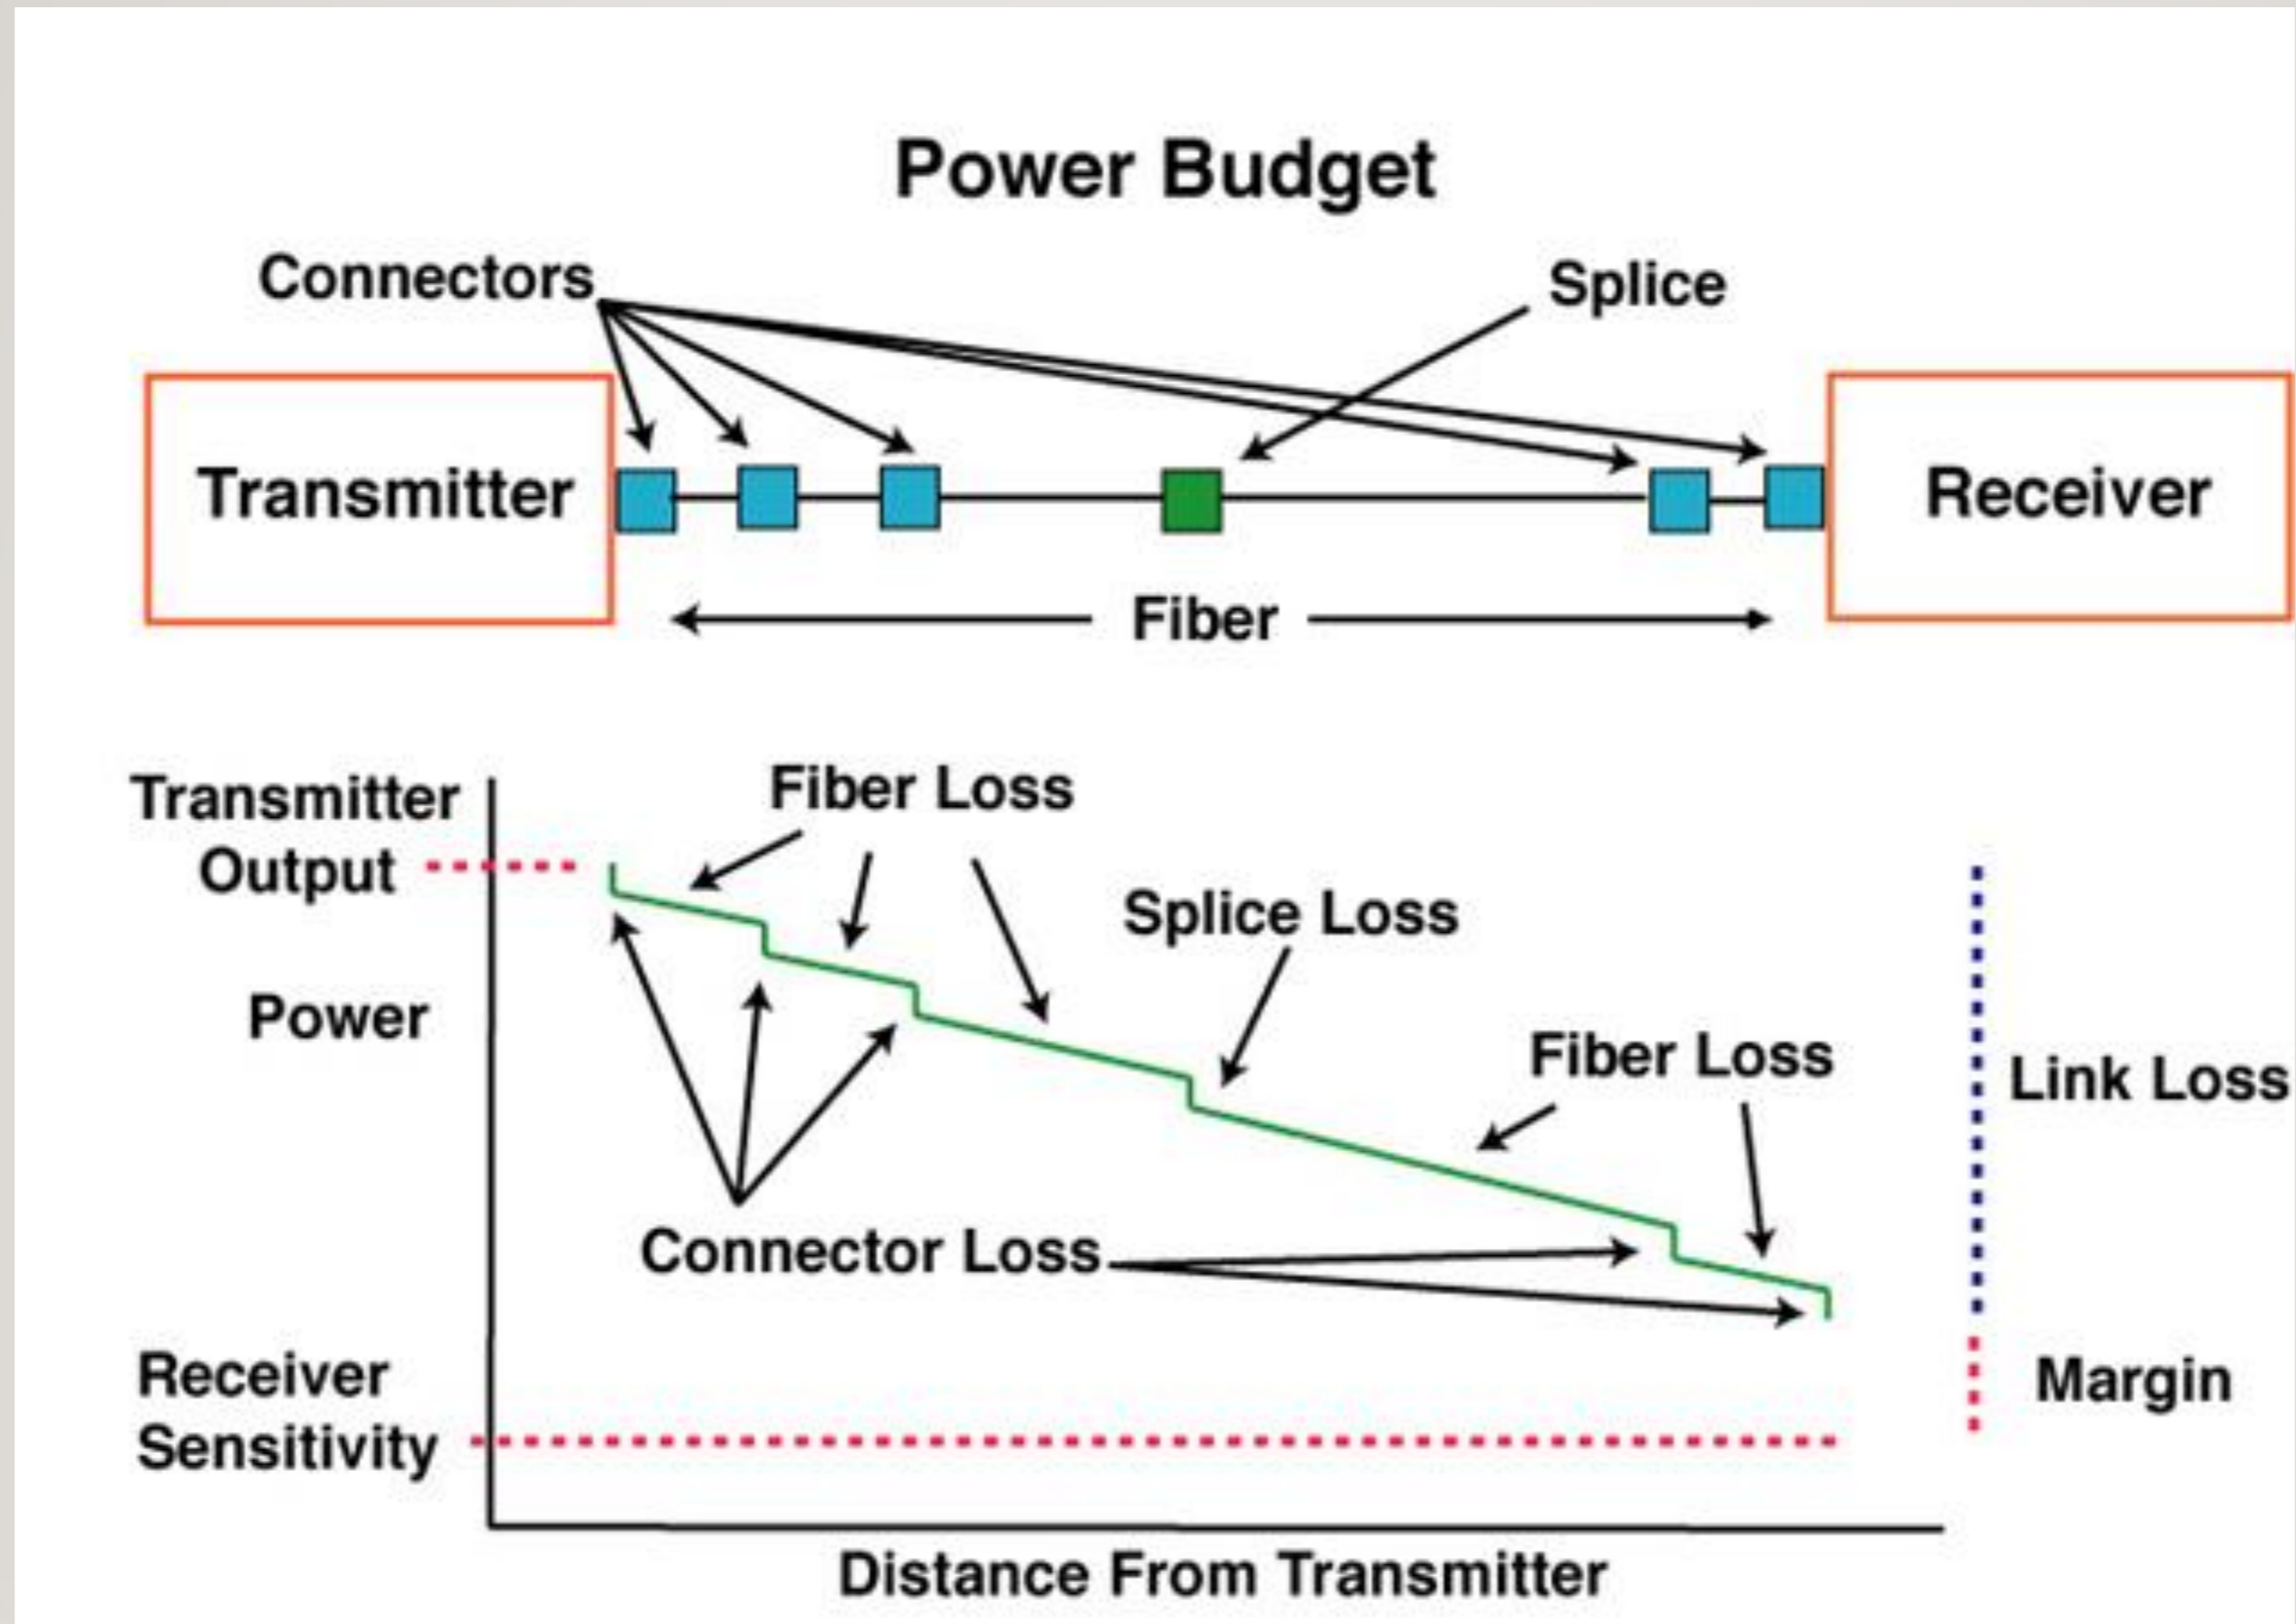 Power Budget
Connectors
Splice
Transmitter
Receiver
Fiber
Transmitter
Output
Fiber Loss
Splice Loss
Power
Fiber Loss
Link Loss
Connector Loss
Receiver
Sensitivity
Margin
Distance From Transmitter